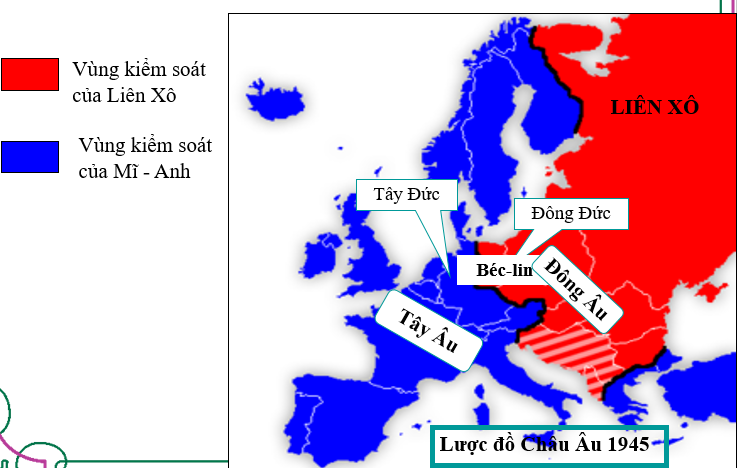 Vùng kiểm soát
của Liên Xô
Vùng kiểm soát
của Mĩ - Anh
LIÊN XÔ
Tây Đức
Đông Đức
Béc-lin
Đông Âu
Tây Âu
Lược đồ Châu Âu 1945